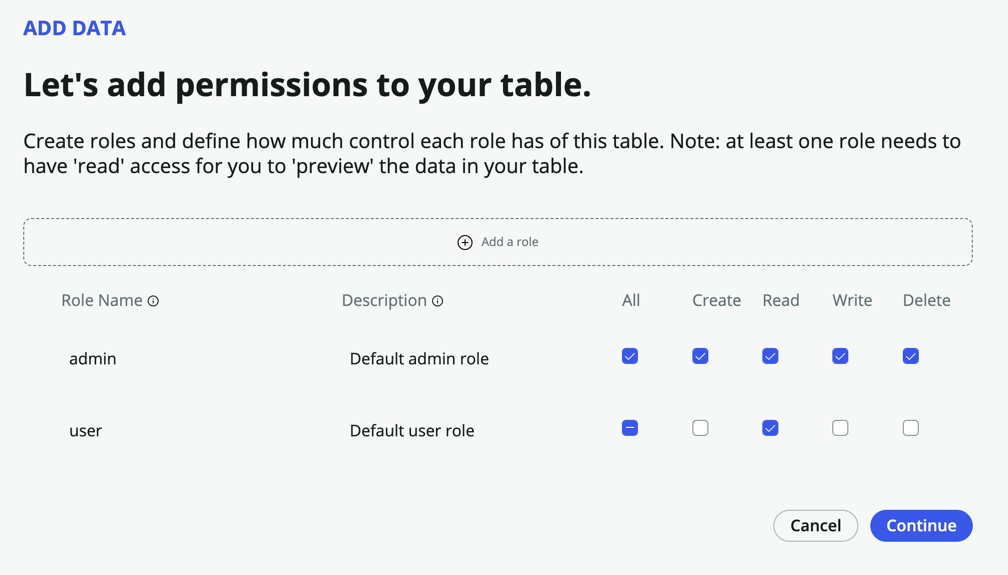 ADD DATA
Let's add permissions to your table.
Create roles and define how much control each role has of this table. Note: at least one role needs to
have 'read' access for you to 'preview' the data in your table.
Add a role
Role Name Description All Create Read Write Delete
admin Default admin role
user Default user role
Cancel Continue